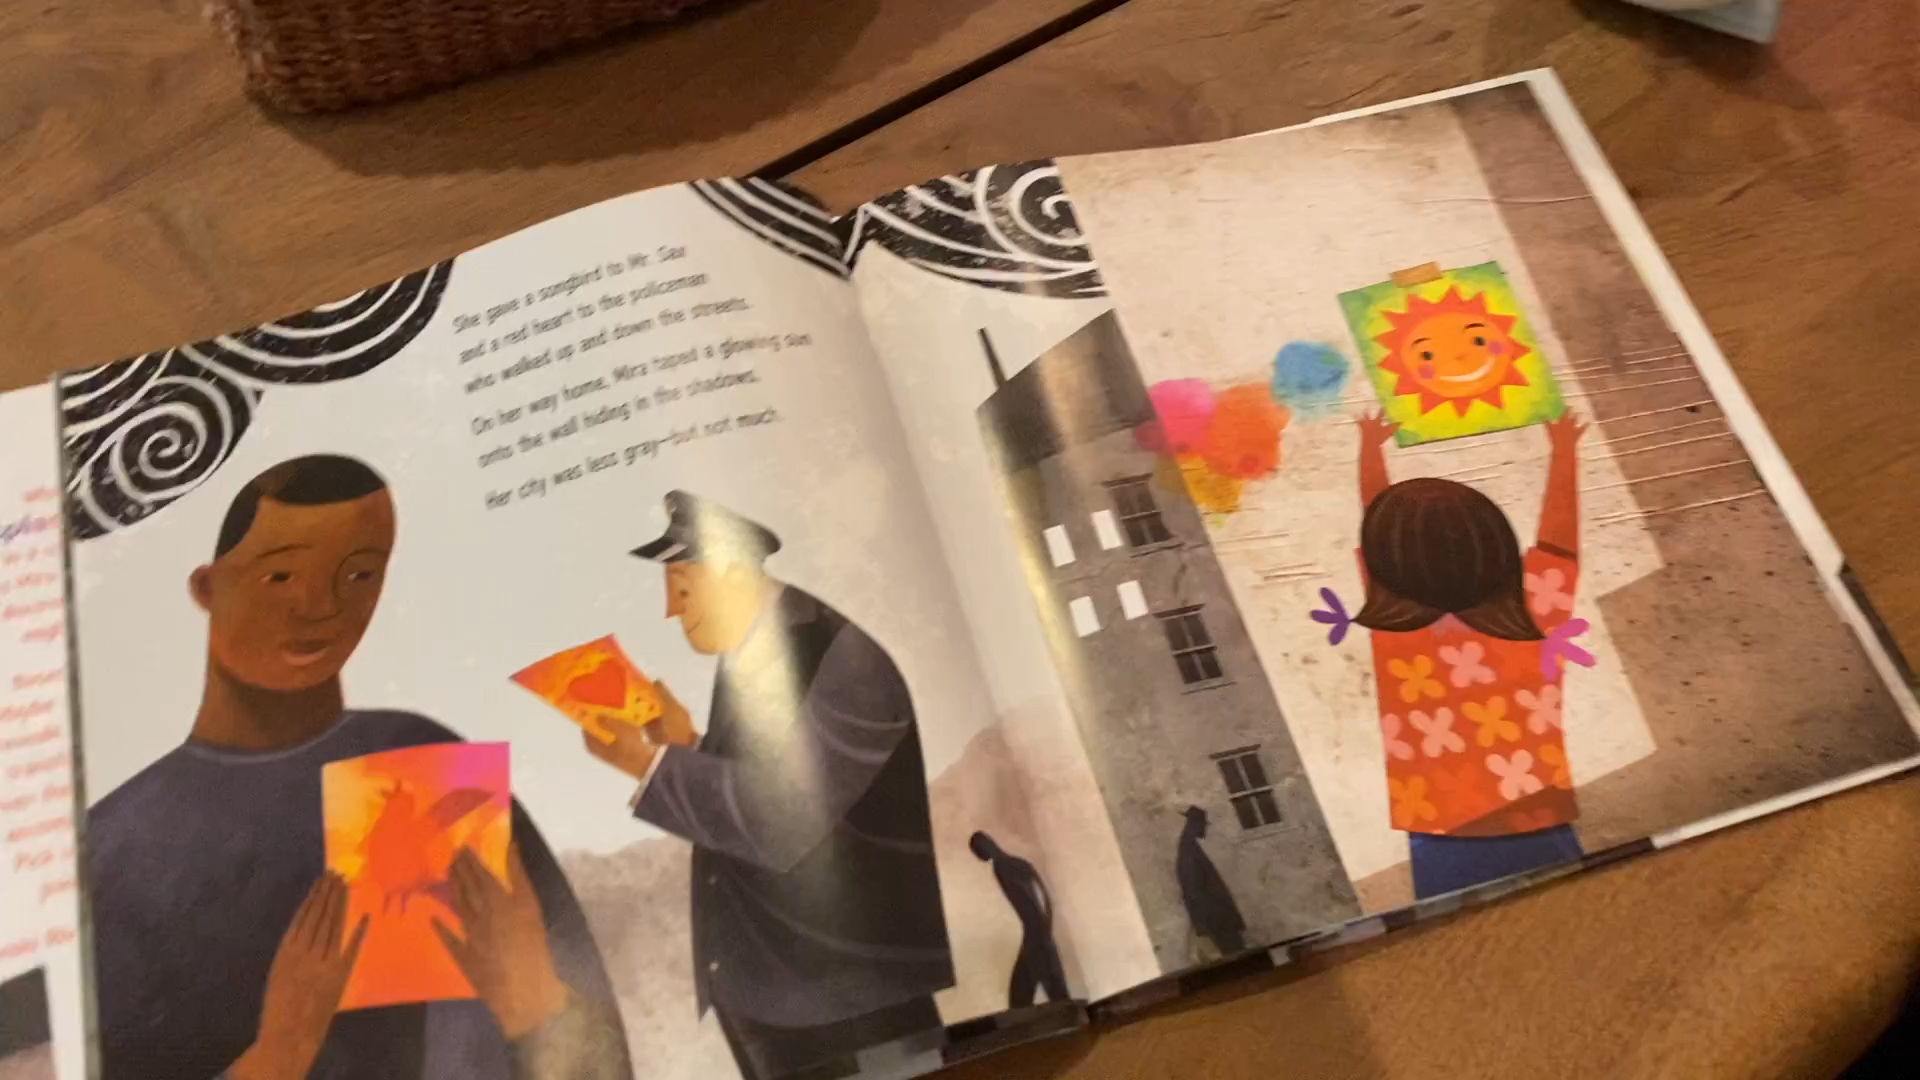 She gave a songbird to Mr. Sax
and a red heart to the policeman
who walked up and down the streets.
On her way home, Mira taped a glowing sun
onto the wall hiding in the shadows.
Her city was less gray—but not much.